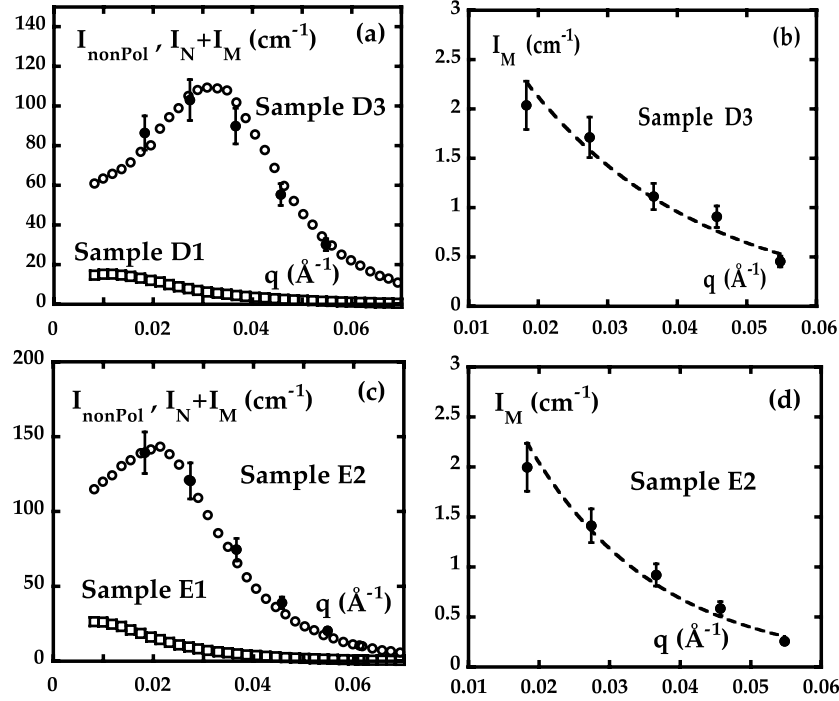 140
120
100
80
60
40
20
0
I_nonPol , I_N+I_M (cm⁻¹)
(a)
Sample D3
Sample D1
q (Å⁻¹)
0 0.02 0.04 0.06
3
2.5
2
1.5
1
0.5
0
I_M (cm⁻¹)
(b)
Sample D3
q (Å⁻¹)
0.01 0.02 0.03 0.04 0.05 0.06
200
150
100
50
0
I_nonPol , I_N+I_M (cm⁻¹)
(c)
Sample E2
Sample E1
q (Å⁻¹)
0 0.02 0.04 0.06
3
2.5
2
1.5
1
0.5
0
I_M (cm⁻¹)
(d)
Sample E2
q (Å⁻¹)
0.01 0.02 0.03 0.04 0.05 0.06